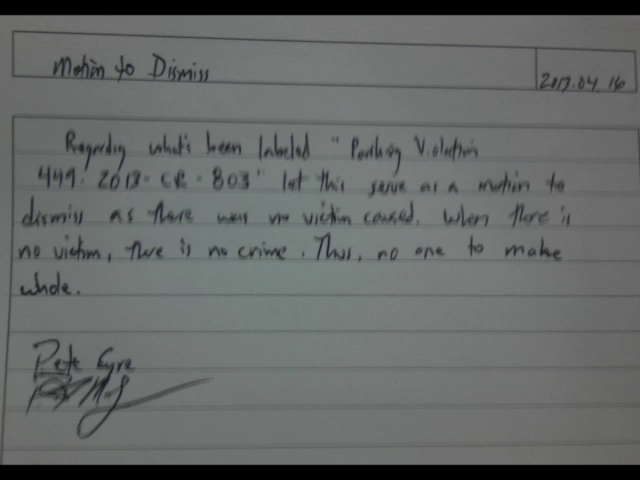 Motion to Dismiss
2013.04.16
Regarding what's been labeled "Parking Violation
449-2013-CR-803" let this serve as a motion to
dismiss as there was no victim caused. When there is
no victim, there is no crime. Thus, no one to make
whole.
Pete Eyre